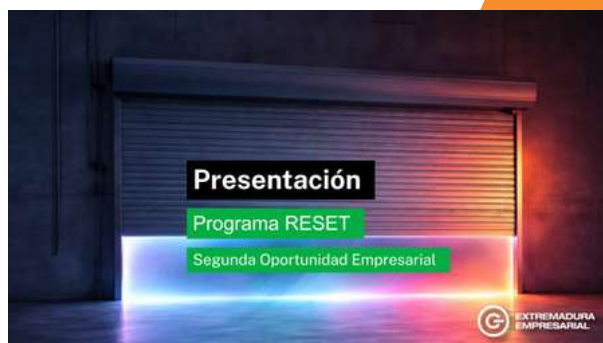 Presentación
Programa RESET
Segunda Oportunidad Empresarial
EXTREMADURA
EMPRESARIAL